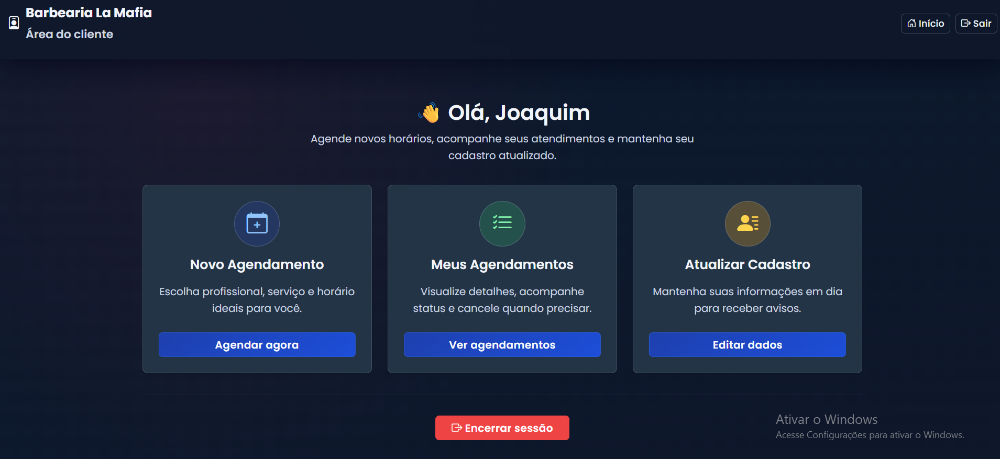 Barbearia La Mafia
Área do cliente
Início
Sair
👋 Olá, Joaquim
Agende novos horários, acompanhe seus atendimentos e mantenha seu
cadastro atualizado.
Novo Agendamento
Escolha profissional, serviço e horário
ideais para você.
Agendar agora
Meus Agendamentos
Visualize detalhes, acompanhe
status e cancele quando precisar.
Ver agendamentos
Atualizar Cadastro
Mantenha suas informações em dia
para receber avisos.
Editar dados
Encerrar sessão
Ativar o Windows
Acesse Configurações para ativar o Windows.